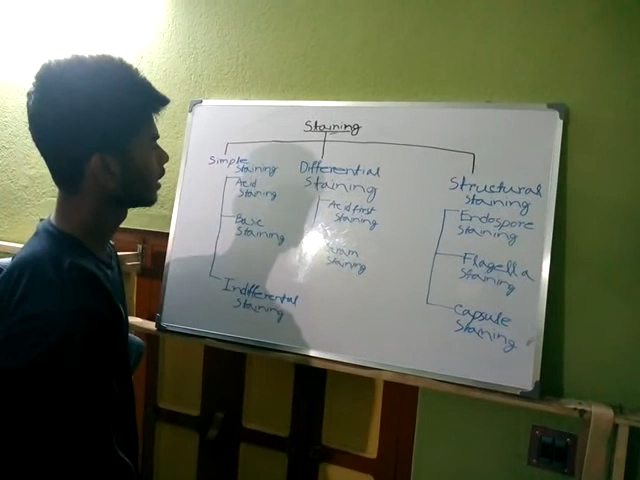 Staining
Simple
Staining
Acid
Staining
Basic
Staining
Indifferential
Staining
Differential
Staining
Acid first
Staining
Gram
Staining
Structural
Staining
Endospore
Staining
Flagella
Staining
Capsule
Staining